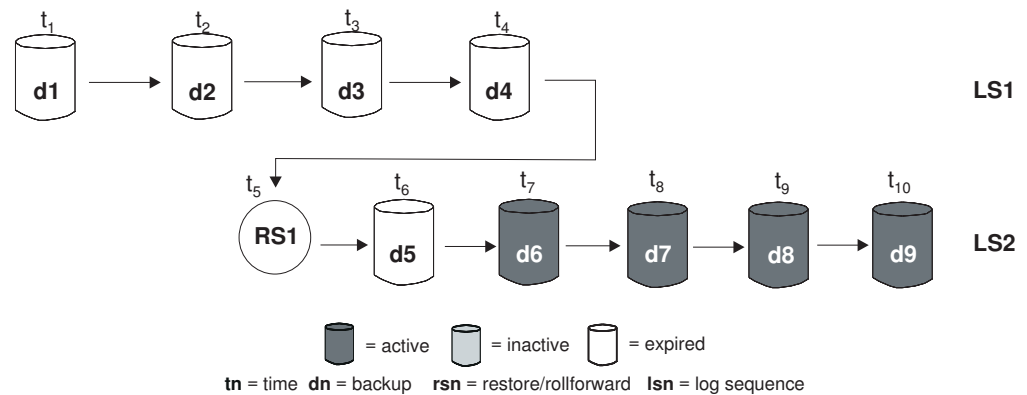 t1 t2 t3 t4
d1 d2 d3 d4 LS1
t5 t6 t7 t8 t9 t10
RS1 d5 d6 d7 d8 d9 LS2
= active = inactive = expired
tn = time dn = backup rsn = restore/rollforward lsn = log sequence